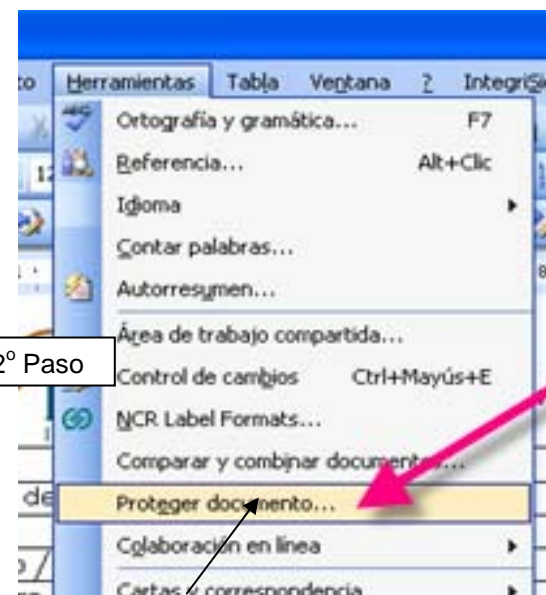 Herramientas Tabla Ventana ?
Ortografía y gramática... F7
Referencia... Alt+Clic
Idioma
Contar palabras...
Autorresumen...
Área de trabajo compartida...
2º Paso
Control de cambios Ctrl+Mayús+E
NCR Label Formats...
Comparar y combinar documentos...
de
Proteger documento...
Colaboración en línea
Cartas y correspondencia